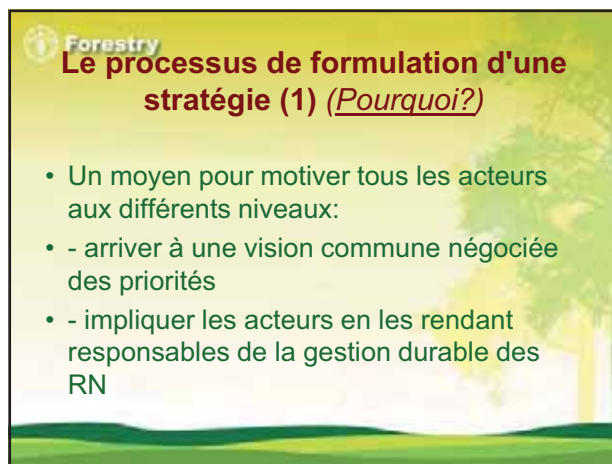 Forestry
Le processus de formulation d'une
stratégie (1) (Pourquoi?)
• Un moyen pour motiver tous les acteurs
aux différents niveaux:
• - arriver à une vision commune négociée
des priorités
• - impliquer les acteurs en les rendant
responsables de la gestion durable des
RN